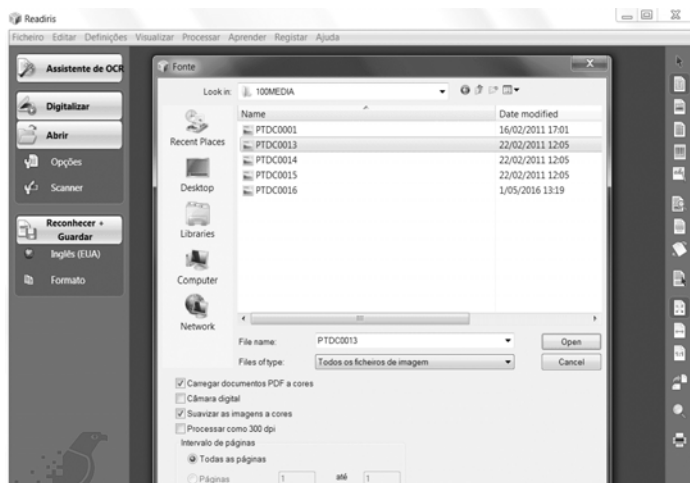 Readiris
Ficheiro Editar Definições Visualizar Processar Aprender Registar Ajuda
Assistente de OCR
Digitalizar
Abrir
Opções
Scanner
Reconhecer +
Guardar
Inglês (EUA)
Formato
Fonte
Look in: 100MEDIA
Recent Places
Desktop
Libraries
Computer
Network
Name Date modified
PTDC0001 16/02/2011 17:01
PTDC0013 22/02/2011 12:05
PTDC0014 22/02/2011 12:05
PTDC0015 22/02/2011 12:05
PTDC0016 1/05/2016 13:19
File name: PTDC0013 Open
Files of type: Todos os ficheiros de imagem Cancel
Carregar documentos PDF a cores
Câmara digital
Suavizar as imagens a cores
Processar como 300 dpi
Intervalo de páginas
Todas as páginas
Páginas 1 até 1